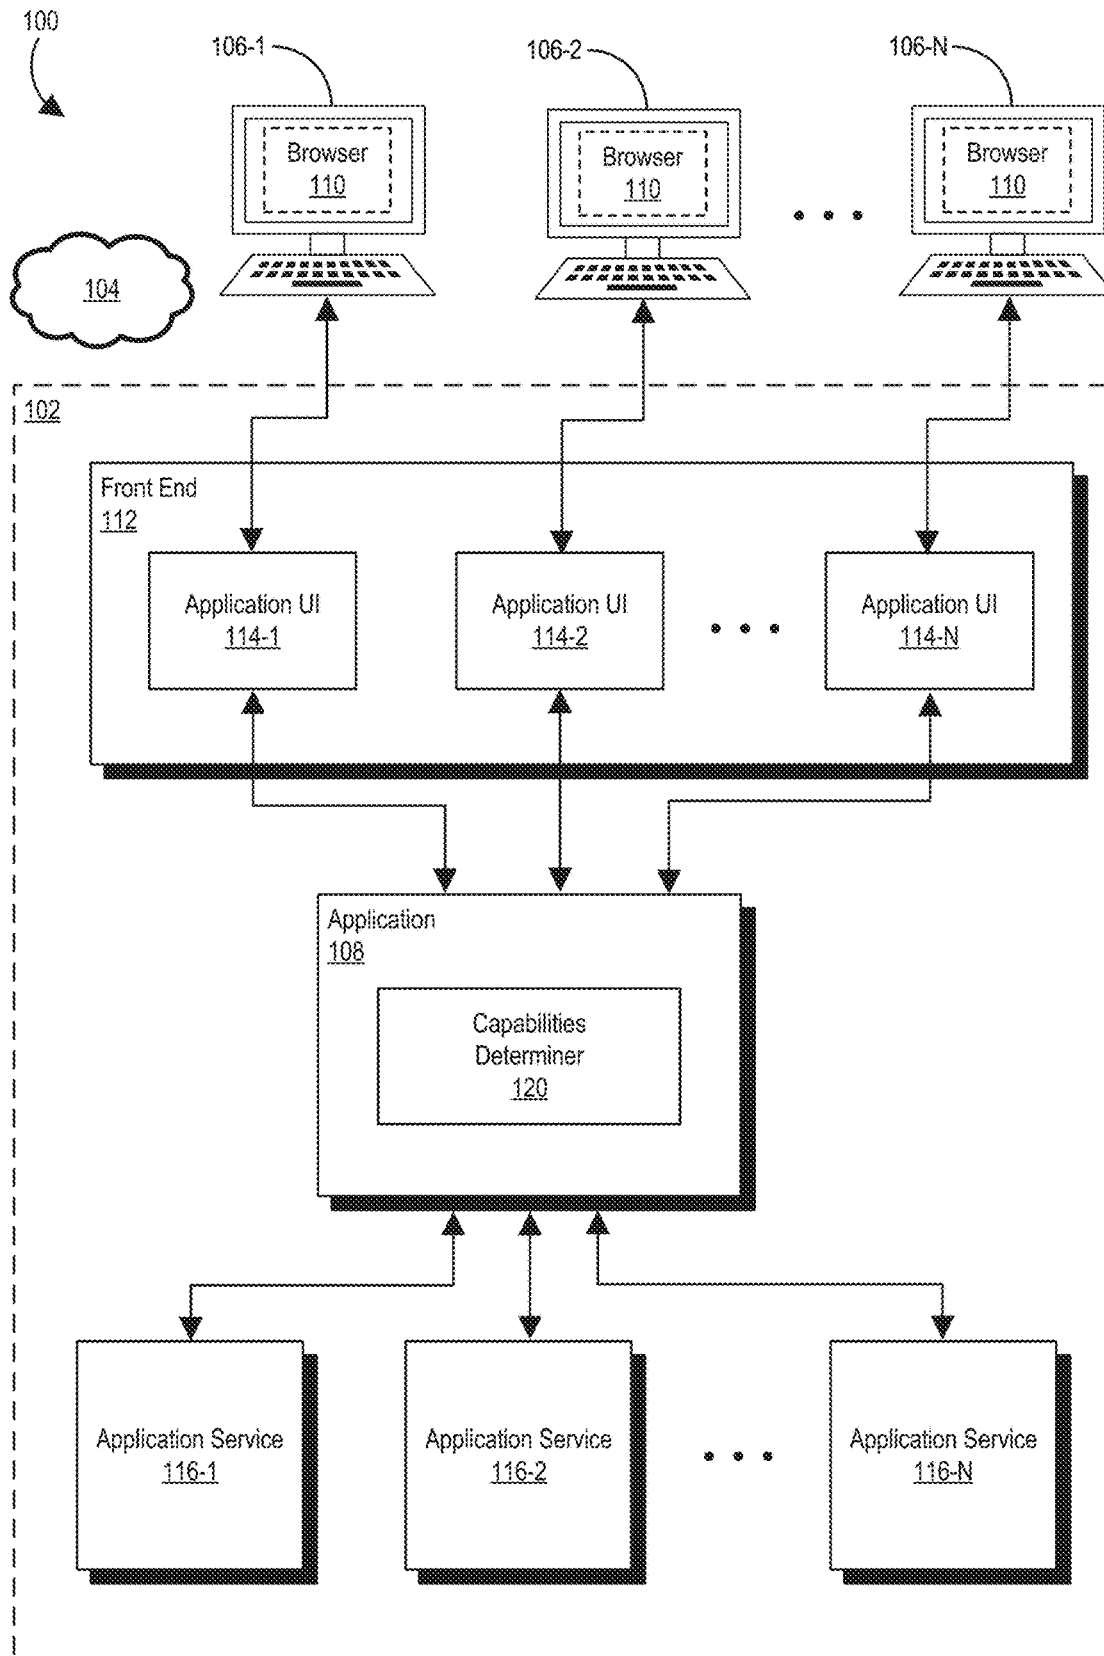 100
106-1
106-2
106-N
Browser
110
Browser
110
Browser
110
104
102
Front End
112
Application UI
114-1
Application UI
114-2
Application UI
114-N
Application
108
Capabilities
Determiner
120
Application Service
116-1
Application Service
116-2
Application Service
116-N